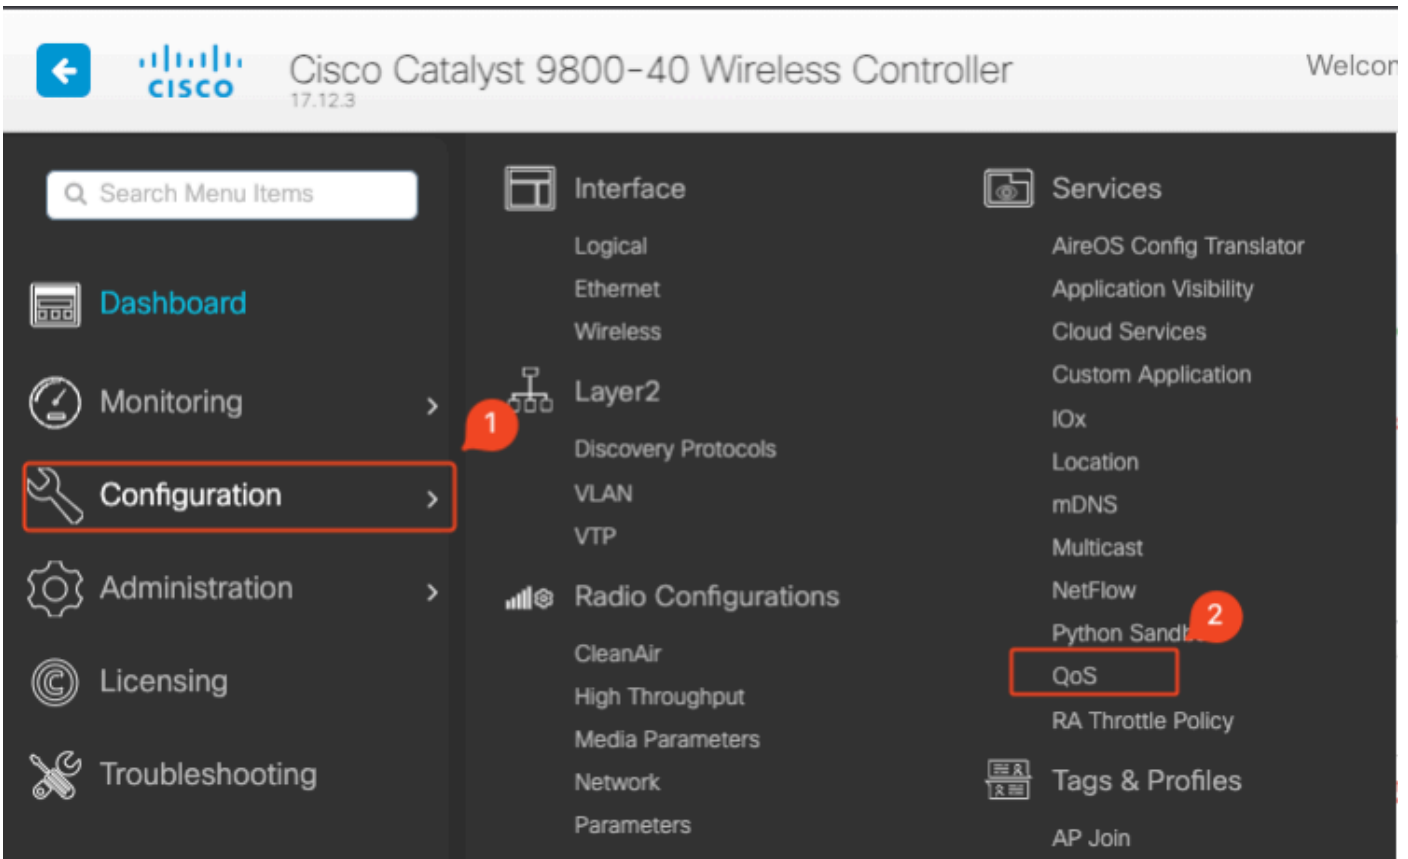 CISCO
Cisco Catalyst 9800-40 Wireless Controller
17.12.3
Search Menu Items
Dashboard
Monitoring
Configuration
Administration
Licensing
Troubleshooting
1
Interface
Logical
Ethernet
Wireless
Layer2
Discovery Protocols
VLAN
VTP
Radio Configurations
CleanAir
High Throughput
Media Parameters
Network
Parameters
Services
AireOS Config Translator
Application Visibility
Cloud Services
Custom Application
IOx
Location
mDNS
Multicast
NetFlow
2
Python Sandb
QoS
RA Throttle Policy
Tags & Profiles
AP Join